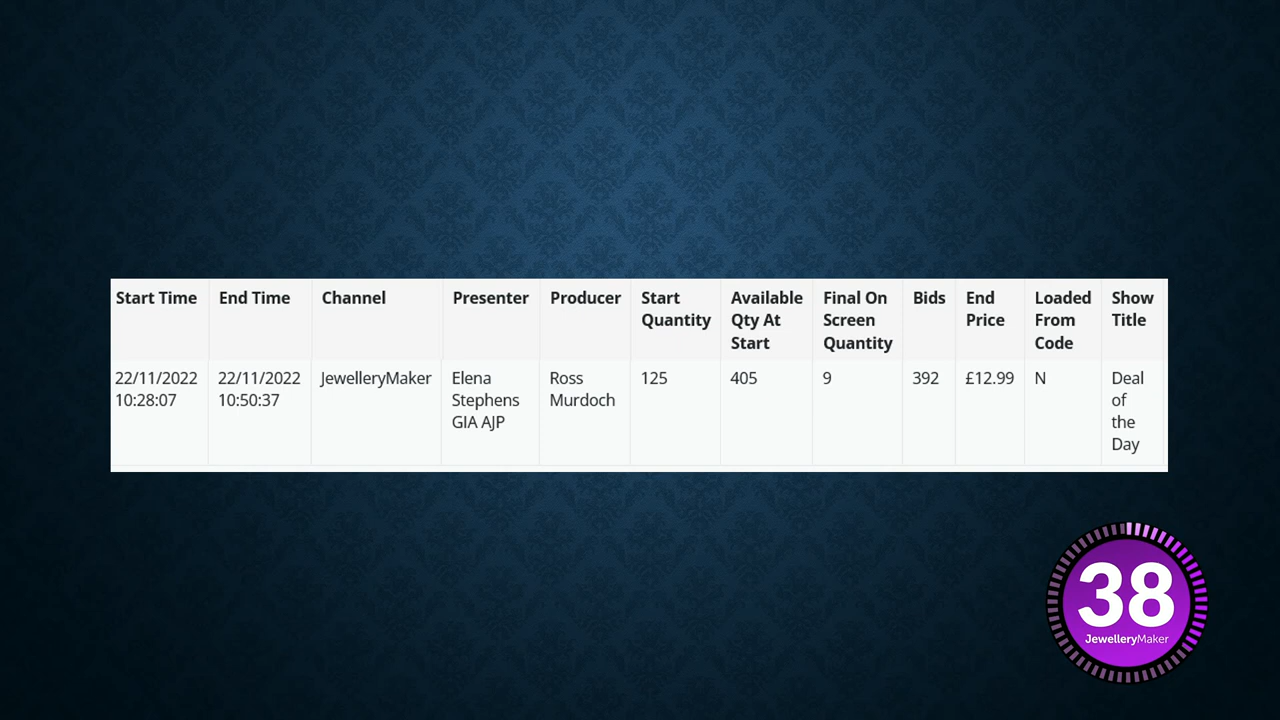 Start Time End Time Channel Presenter Producer Start Available Final On Bids End Loaded Show
Quantity Qty At Screen Price From Title
Start Quantity Code
22/11/2022 22/11/2022 JewelleryMaker Elena Ross 125 405 9 392 £12.99 N Deal
10:28:07 10:50:37 Stephens Murdoch of
GIA AJP the
Day
38
JewelleryMaker